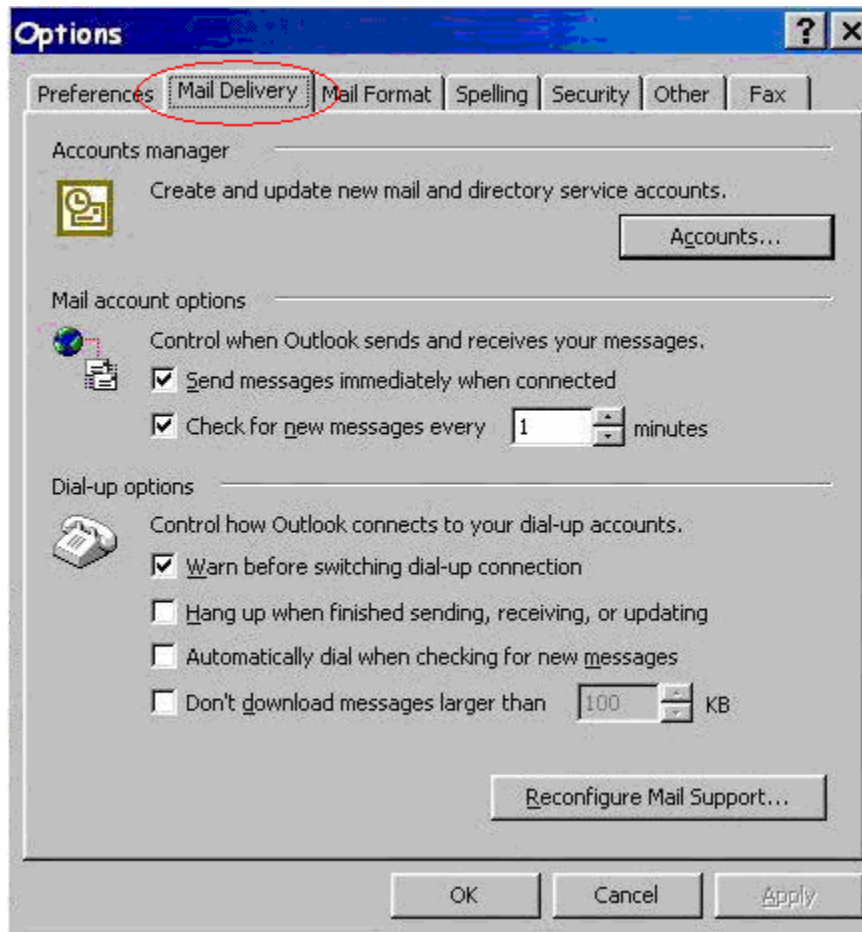 Options
Preferences Mail Delivery Mail Format Spelling Security Other Fax
Accounts manager
Create and update new mail and directory service accounts.
Accounts...
Mail account options
Control when Outlook sends and receives your messages.
Send messages immediately when connected
Check for new messages every 1 minutes
Dial-up options
Control how Outlook connects to your dial-up accounts.
Warn before switching dial-up connection
Hang up when finished sending, receiving, or updating
Automatically dial when checking for new messages
Don't download messages larger than 100 KB
Reconfigure Mail Support...
OK Cancel Apply